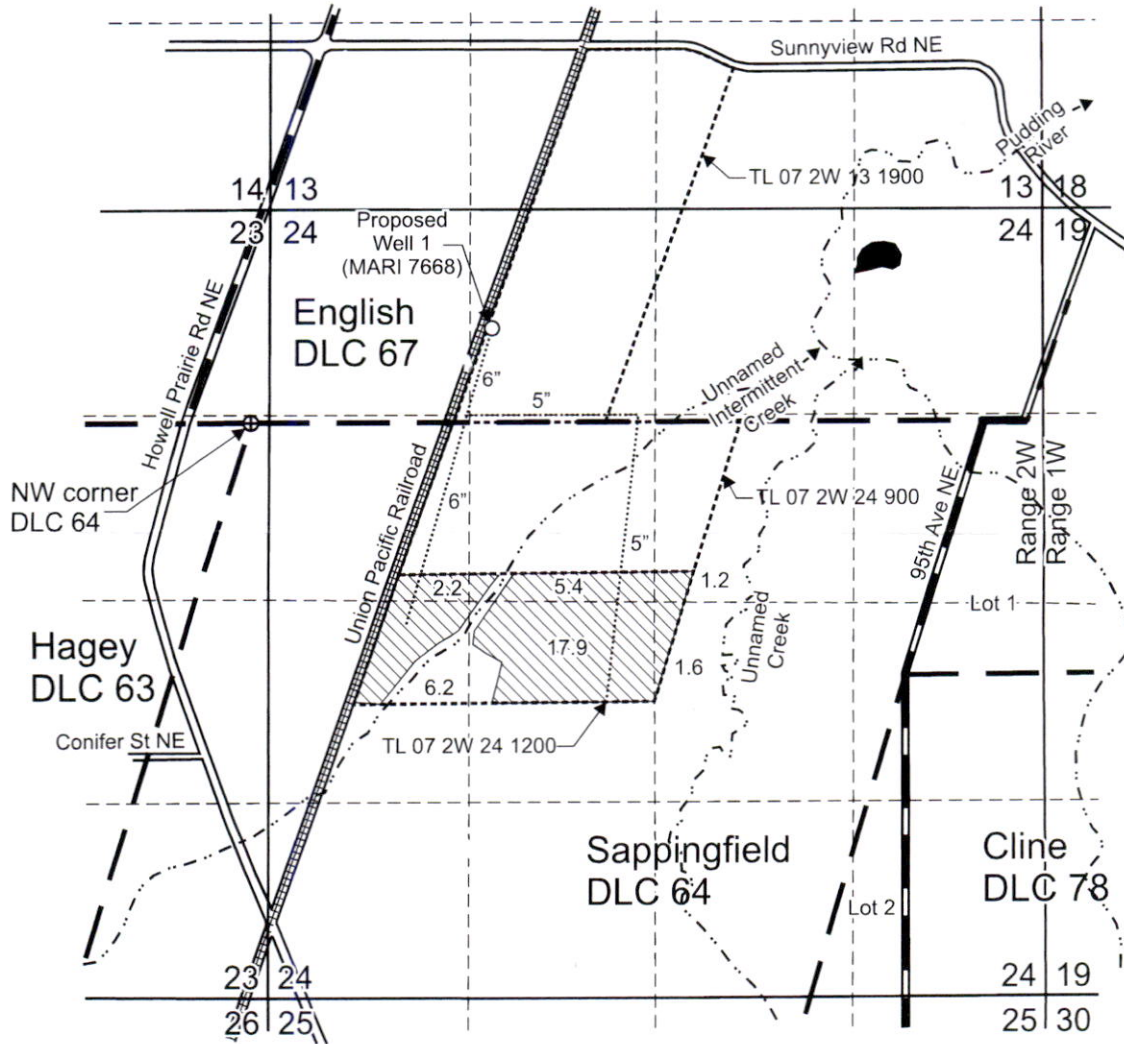 Sunnyview Rd NE
Pudding
River
TL 07 2W 13 1900
14 13
13 18
23 24
24 19
Proposed
Well 1
(MARI 7668)
Howell Prairie Rd NE
English
DLC 67
6"
5"
Unnamed
Intermittent
Creek
NW corner
DLC 64
Union Pacific Railroad
6"
TL 07 2W 24 900
5"
95th Ave NE
Range 2W
Range 1W
2.2
5.4
1.2
Lot 1
Hagey
DLC 63
17.9
1.6
Unnamed
Creek
6.2
Conifer St NE
TL 07 2W 24 1200
Sappingfield
DLC 64
Cline
DLC 78
Lot 2
23 24
24 19
26 25
25 30